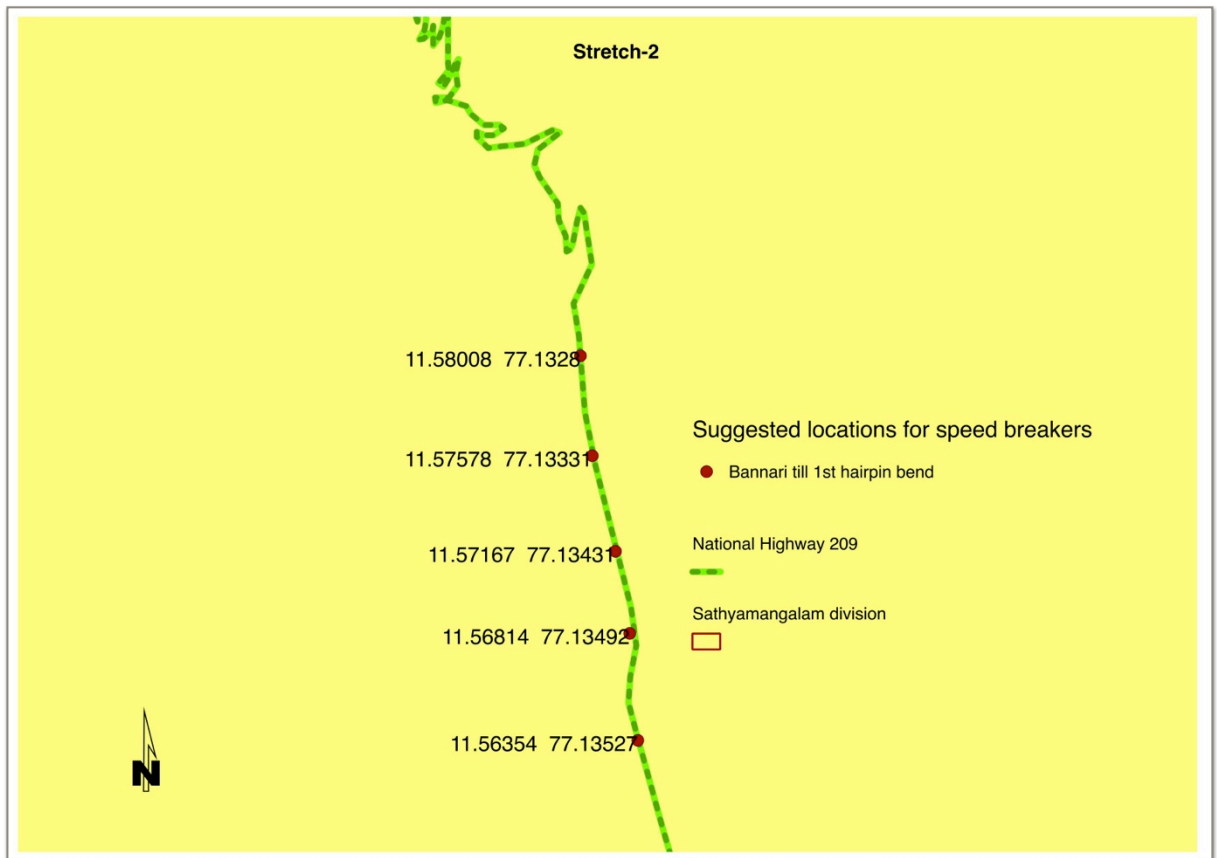 Stretch-2
11.58008 77.1328
11.57578 77.13331
11.57167 77.13431
11.56814 77.13492
11.56354 77.13527
Suggested locations for speed breakers
Bannari till 1st hairpin bend
National Highway 209
Sathyamangalam division
N